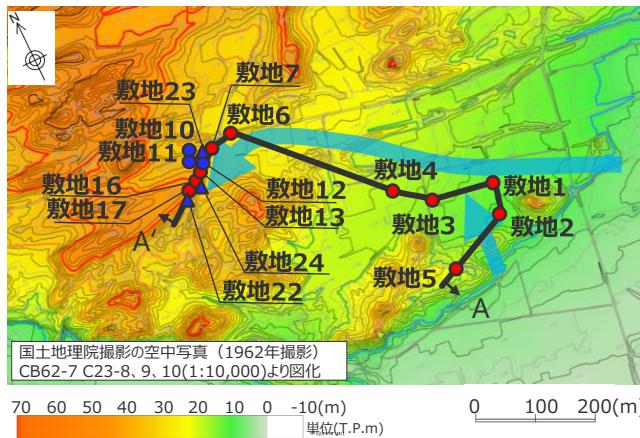 N
敷地7
敷地23
敷地6
敷地10
敷地11
敷地4
敷地1
敷地16
敷地12
敷地3
敷地2
敷地17
敷地13
A'
敷地24
敷地5
敷地22
A
国土地理院撮影の空中写真（1962年撮影）
CB62-7 C23-8、9、10(1:10,000)より図化
70 60 50 40 30 20 10 0 -10(m)
単位(T.P.m)
0 100 200(m)